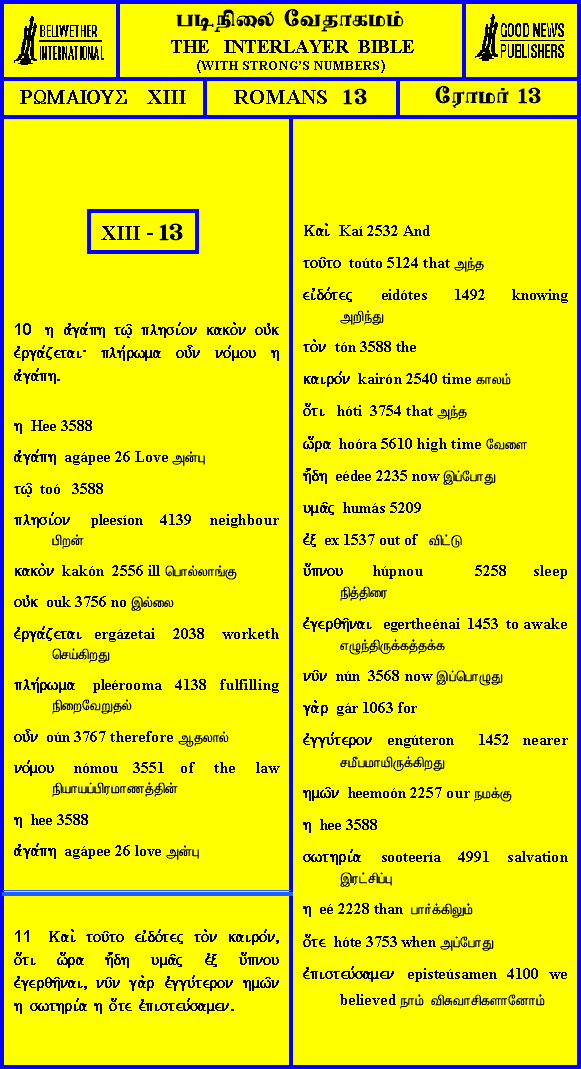 BELLWETHER
INTERNATIONAL
படிநிலை வேதாகமம்
THE INTERLAYER BIBLE
(WITH STRONG'S NUMBERS)
GOOD NEWS
PUBLISHERS
ΡΩΜΑΙΟΥΣ XIII
ROMANS 13
ரோமர் 13
XIII - 13
10 η ἀγάπη τῶ πλησίον κακὸν οὐκ
ἐργάζεται· πλήρωμα οὖν νόμου η
ἀγάπη.
η Hee 3588
ἀγάπη agápee 26 Love அன்பு
τῶ toó 3588
πλησίον pleesíon 4139 neighbour
பிறன்
κακὸν kakón 2556 ill பொல்லாங்கு
οὐκ ouk 3756 no இல்லை
ἐργάζεται ergázetai 2038 worketh
செய்கிறது
πλήρωμα pleérooma 4138 fulfilling
நிறைவேறுதல்
οὖν oún 3767 therefore ஆதலால்
νόμου nómou 3551 of the law
நியாயப்பிரமாணத்தின்
η hee 3588
ἀγάπη agápee 26 love அன்பு
11 Καὶ τοῦτο εἰδότες τὸν καιρόν,
ὅτι ὥρα ἤδη υμᾶς ἐξ ὕπνου
ἐγερθῆναι, νῦν γὰρ ἐγγύτερον ημῶν
η σωτηρία η ὅτε ἐπιστεύσαμεν.
Καὶ Kaí 2532 And
τοῦτο toúto 5124 that அந்த
εἰδότες eidótes 1492 knowing
அறிந்து
τὸν tón 3588 the
καιρόν kairón 2540 time காலம்
ὅτι hóti 3754 that அந்த
ὥρα hoóra 5610 high time வேளை
ἤδη eédee 2235 now இப்போது
υμᾶς humás 5209
ἐξ ex 1537 out of விட்டு
ὕπνου húpnou 5258 sleep
நித்திரை
ἐγερθῆναι egertheénai 1453 to awake
எழுந்திருக்கத்தக்க
νῦν nún 3568 now இப்பொழுது
γὰρ gár 1063 for
ἐγγύτερον engúteron 1452 nearer
சமீபமாயிருக்கிறது
ημῶν heemoón 2257 our நமக்கு
η hee 3588
σωτηρία sooteería 4991 salvation
இரட்சிப்பு
η eé 2228 than பார்க்கிலும்
ὅτε hóte 3753 when அப்போது
ἐπιστεύσαμεν episteúsamen 4100 we
believed நாம் விசுவாசிகளானோம்